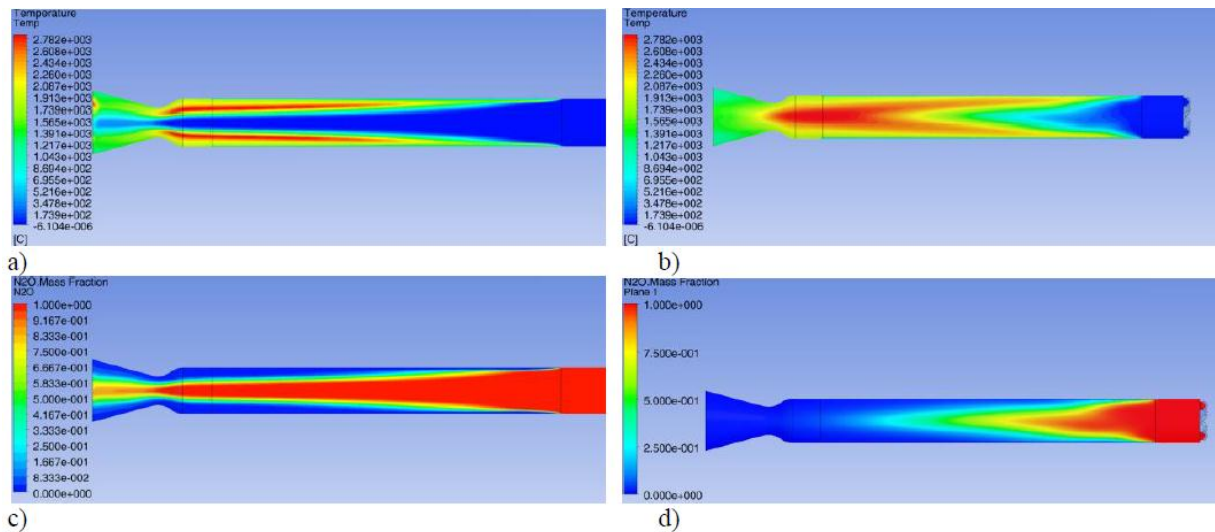 Temperature
Temp
2.782e+003
2.608e+003
2.434e+003
2.260e+003
2.087e+003
1.913e+003
1.739e+003
1.565e+003
1.391e+003
1.217e+003
1.043e+003
8.694e+002
6.955e+002
5.216e+002
3.478e+002
1.739e+002
-6.104e-006
[C]
a)
Temperature
Temp
2.782e+003
2.608e+003
2.434e+003
2.260e+003
2.087e+003
1.913e+003
1.739e+003
1.565e+003
1.391e+003
1.217e+003
1.043e+003
8.694e+002
6.955e+002
5.216e+002
3.478e+002
1.739e+002
-6.104e-006
[C]
b)
N2O.Mass Fraction
N2O
1.000e+000
9.167e-001
8.333e-001
7.500e-001
6.667e-001
5.833e-001
5.000e-001
4.167e-001
3.333e-001
2.500e-001
1.667e-001
8.333e-002
0.000e+000
c)
N2O.Mass Fraction
Plane 1
1.000e+000
7.500e-001
5.000e-001
2.500e-001
0.000e+000
d)